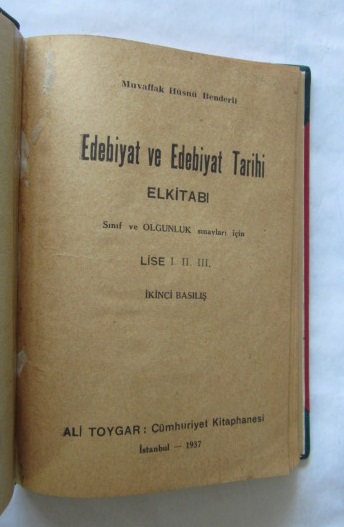 Muvaffak Hüsnü Benderli
Edebiyat ve Edebiyat Tarihi
ELKİTABI
Sınıf ve OLGUNLUK sınavları için
LİSE I. II. III.
İKİNCİ BASILIŞ
ALİ TOYGAR: Cümhuriyet Kitaphanesi
İstanbul — 1937